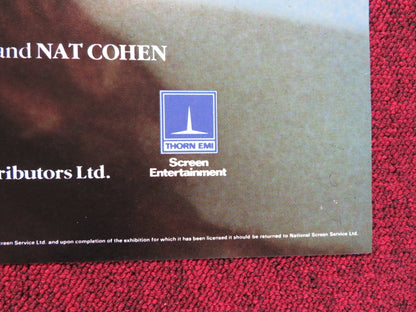 and NAT COHEN
THORN EMI
Screen
Entertainment
ributors Ltd.
creen Service Ltd. and upon completion of the exhibition for which it has been licensed it should be returned to National Screen Service Ltd.